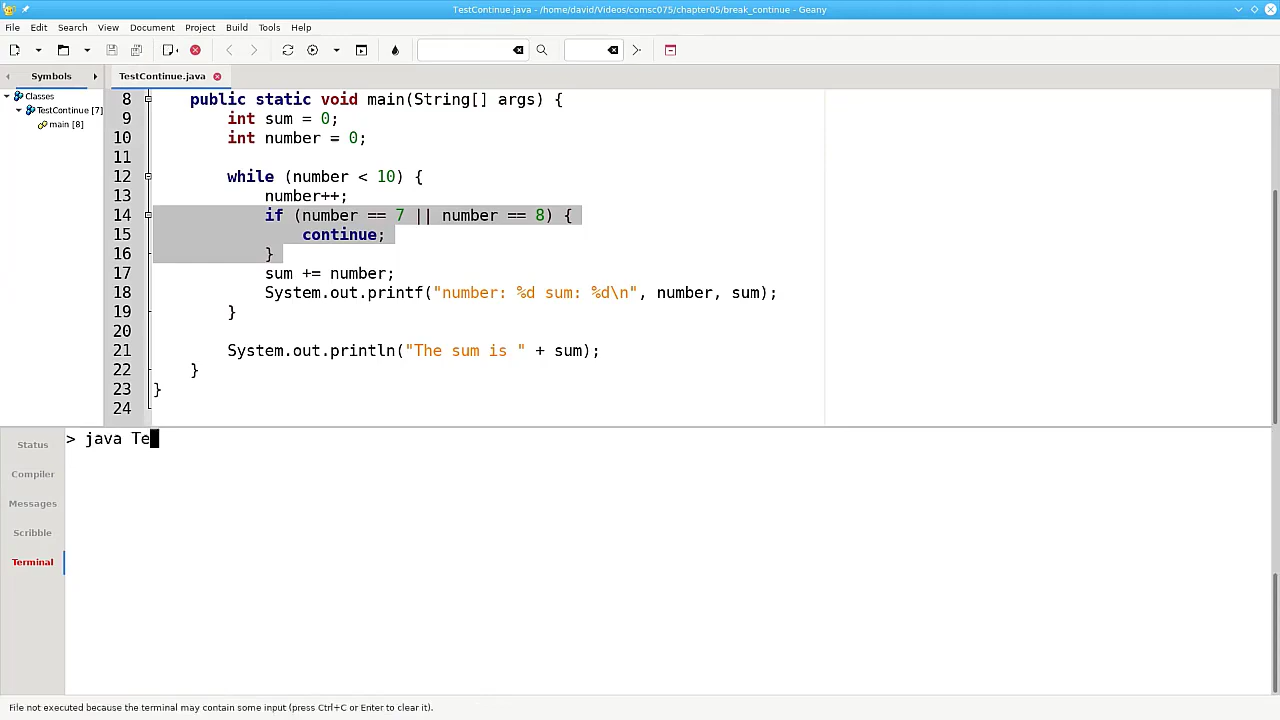 TestContinue.java - /home/david/Videos/comsc075/chapter05/break_continue - Geany
File Edit Search View Document Project Build Tools Help
Symbols TestContinue.java
Classes
TestContinue [7]
main [8]
8 public static void main(String[] args) {
9 int sum = 0;
10 int number = 0;
11
12 while (number < 10) {
13 number++;
14 if (number == 7 || number == 8) {
15 continue;
16 }
17 sum += number;
18 System.out.printf("number: %d sum: %d\n", number, sum);
19 }
20
21 System.out.println("The sum is " + sum);
22 }
23 }
24
Status
Compiler
Messages
Scribble
Terminal
> java Te
File not executed because the terminal may contain some input (press Ctrl+C or Enter to clear it).